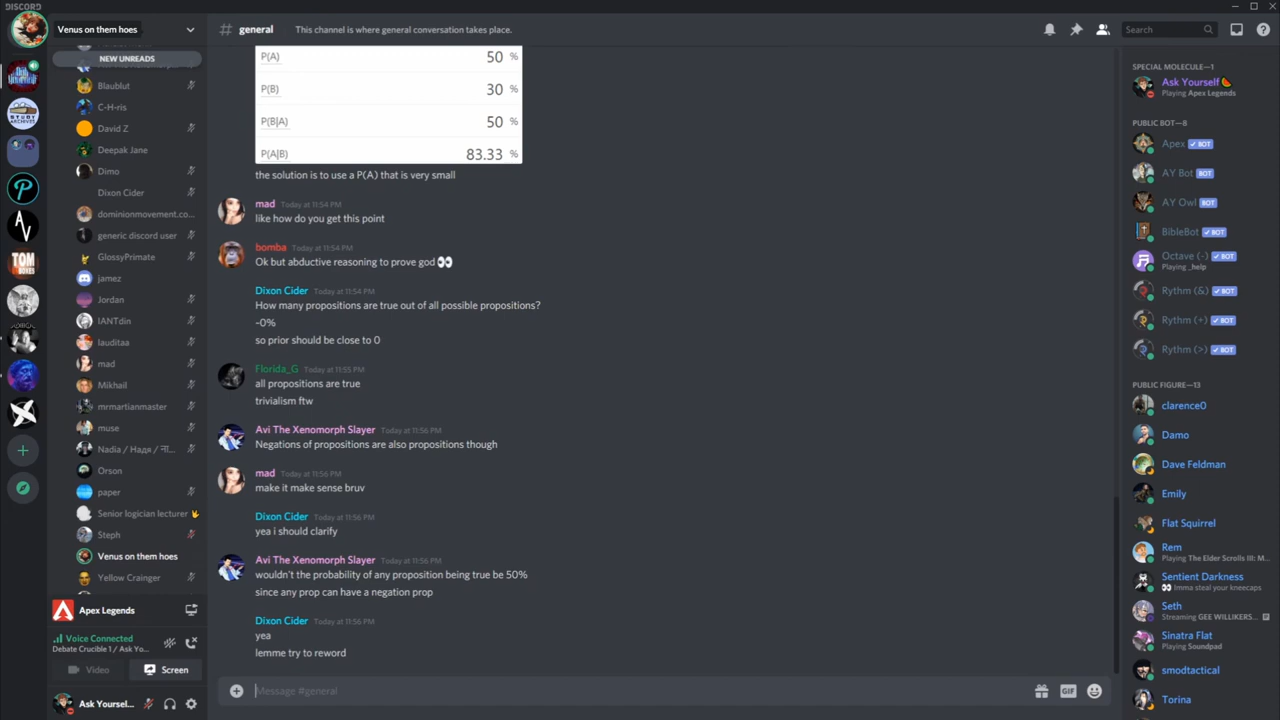 DISCORD
Venus on them hoes
NEW UNREADS
Blaublut
C-H-ris
David Z
Deepak Jane
Dimo
Dixon Cider
dominionmovement.co...
generic discord user
GlossyPrimate
jamez
Jordan
IANTdin
lauditaa
mad
Mikhail
mrmartianmaster
muse
Nadia / Надя / ना...
Orson
paper
Senior logician lecturer
Steph
Venus on them hoes
Yellow Crainger
Apex Legends
Voice Connected
Debate Crucible 1 / Ask Yo...
Video
Screen
Ask Yoursel...
# general
This channel is where general conversation takes place.
Search
P(A) 50 %
P(B) 30 %
P(B|A) 50 %
P(A|B) 83.33 %
the solution is to use a P(A) that is very small
mad Today at 11:54 PM
like how do you get this point
bomba Today at 11:54 PM
Ok but abductive reasoning to prove god 👀
Dixon Cider Today at 11:54 PM
How many propositions are true out of all possible propositions?
~0%
so prior should be close to 0
Florida_G Today at 11:55 PM
all propositions are true
trivialism ftw
Avi The Xenomorph Slayer Today at 11:56 PM
Negations of propositions are also propositions though
mad Today at 11:56 PM
make it make sense bruv
Dixon Cider Today at 11:56 PM
yea i should clarify
Avi The Xenomorph Slayer Today at 11:56 PM
wouldn't the probability of any proposition being true be 50%
since any prop can have a negation prop
Dixon Cider Today at 11:56 PM
yea
lemme try to reword
Message #general
GIF
SPECIAL MOLECULE—1
Ask Yourself 🍉
Playing Apex Legends
PUBLIC BOT—8
Apex ✓ BOT
AY Bot BOT
AY Owl BOT
BibleBot ✓ BOT
Octave (-) ✓ BOT
Playing _help
Rythm (&) ✓ BOT
Rythm (+) ✓ BOT
Rythm (>) ✓ BOT
PUBLIC FIGURE—13
clarence0
Damo
Dave Feldman
Emily
Flat Squirrel
Rem
Playing The Elder Scrolls III: M...
Sentient Darkness
👀 Imma steal your kneecaps
Seth
Streaming GEE WILLIKERS...
Sinatra Flat
Playing Soundpad
smodtactical
Torina